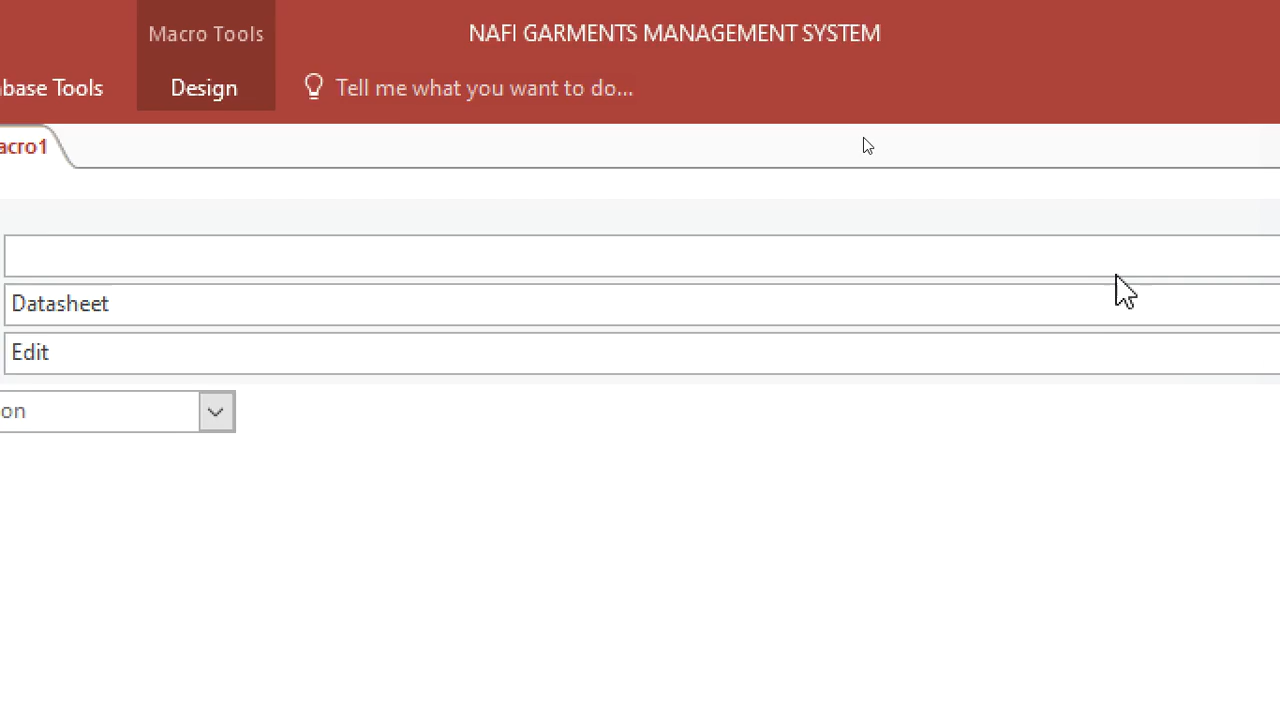 Macro Tools
NAFI GARMENTS MANAGEMENT SYSTEM
base Tools
Design
Tell me what you want to do...
acro1
Datasheet
Edit
on